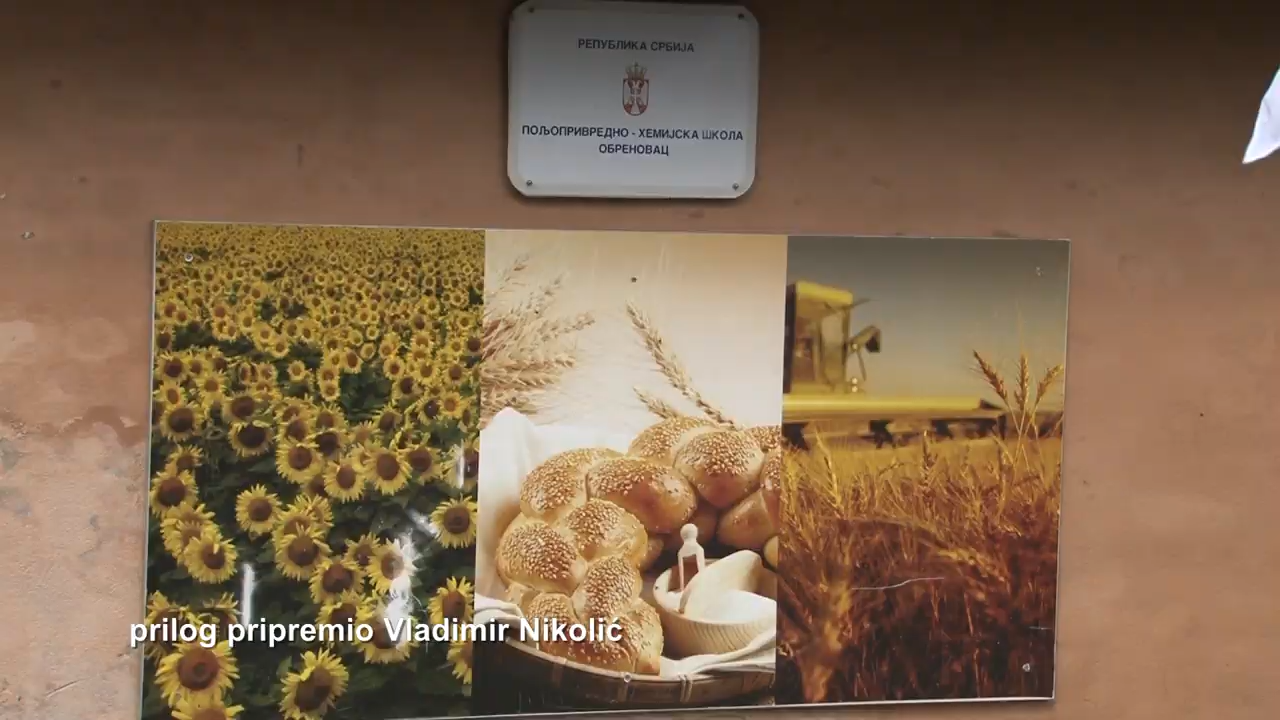 РЕПУБЛИКА СРБИЈА
ПОЉОПРИВРЕДНО - ХЕМИЈСКА ШКОЛА
ОБРЕНОВАЦ
prilog pripremio Vladimir Nikolić